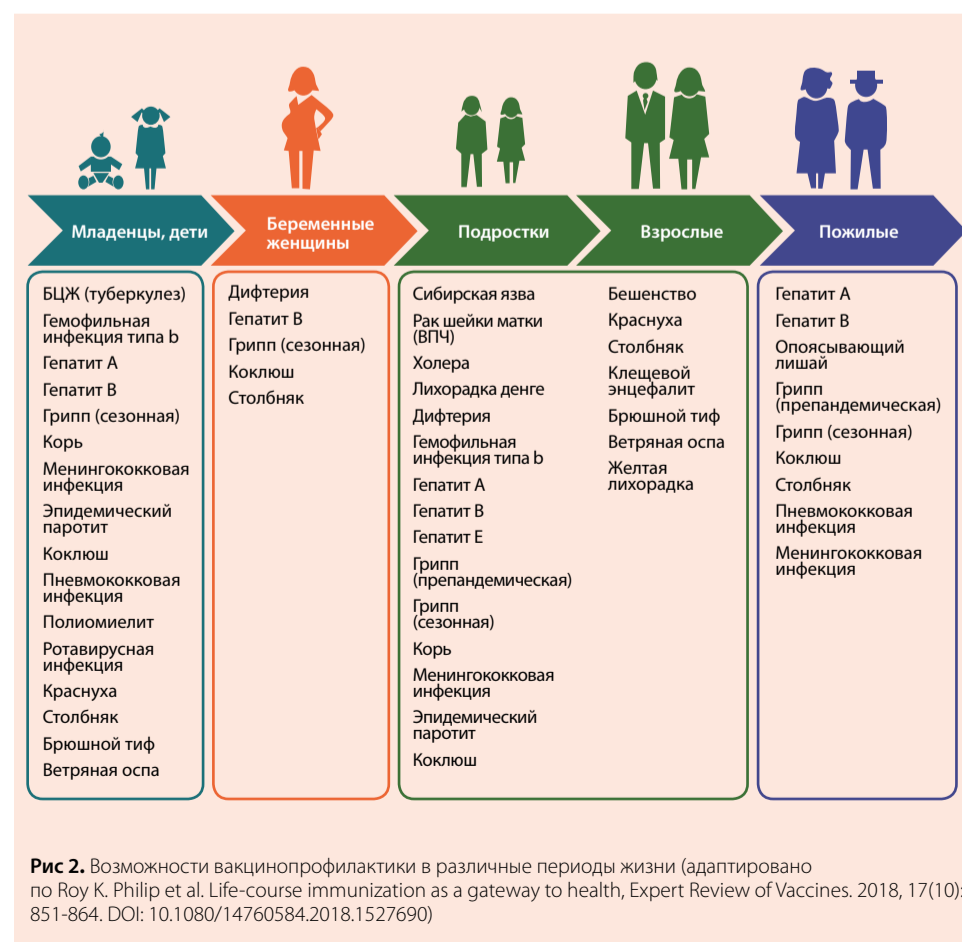 Младенцы, дети
Беременные
женщины
Подростки
Взрослые
Пожилые
БЦЖ (туберкулез)
Гемофильная
инфекция типа b
Гепатит А
Гепатит В
Грипп (сезонная)
Корь
Менингококковая
инфекция
Эпидемический
паротит
Коклюш
Пневмококковая
инфекция
Полиомиелит
Ротавирусная
инфекция
Краснуха
Столбняк
Брюшной тиф
Ветряная оспа
Дифтерия
Гепатит В
Грипп (сезонная)
Коклюш
Столбняк
Сибирская язва
Рак шейки матки
(ВПЧ)
Холера
Лихорадка денге
Дифтерия
Гемофильная
инфекция типа b
Гепатит А
Гепатит В
Гепатит Е
Грипп
(препандемическая)
Грипп
(сезонная)
Корь
Менингококковая
инфекция
Эпидемический
паротит
Коклюш
Бешенство
Краснуха
Столбняк
Клещевой
энцефалит
Брюшной тиф
Ветряная оспа
Желтая
лихорадка
Гепатит А
Гепатит В
Опоясывающий
лишай
Грипп
(препандемическая)
Грипп (сезонная)
Коклюш
Столбняк
Пневмококковая
инфекция
Менингококковая
инфекция
Рис 2. Возможности вакцинопрофилактики в различные периоды жизни (адаптировано
по Roy K. Philip et al. Life-course immunization as a gateway to health, Expert Review of Vaccines. 2018, 17(10):
851-864. DOI: 10.1080/14760584.2018.1527690)